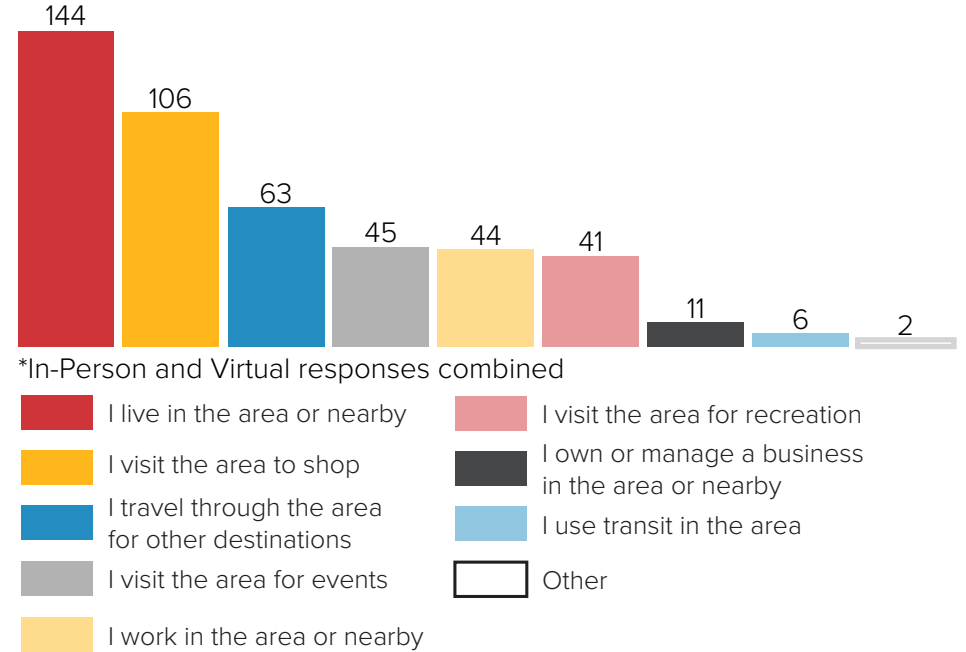 144
106
63
45
44
41
11
6
2
*In-Person and Virtual responses combined
I live in the area or nearby
I visit the area to shop
I travel through the area
for other destinations
I visit the area for events
I work in the area or nearby
I visit the area for recreation
I own or manage a business
in the area or nearby
I use transit in the area
Other